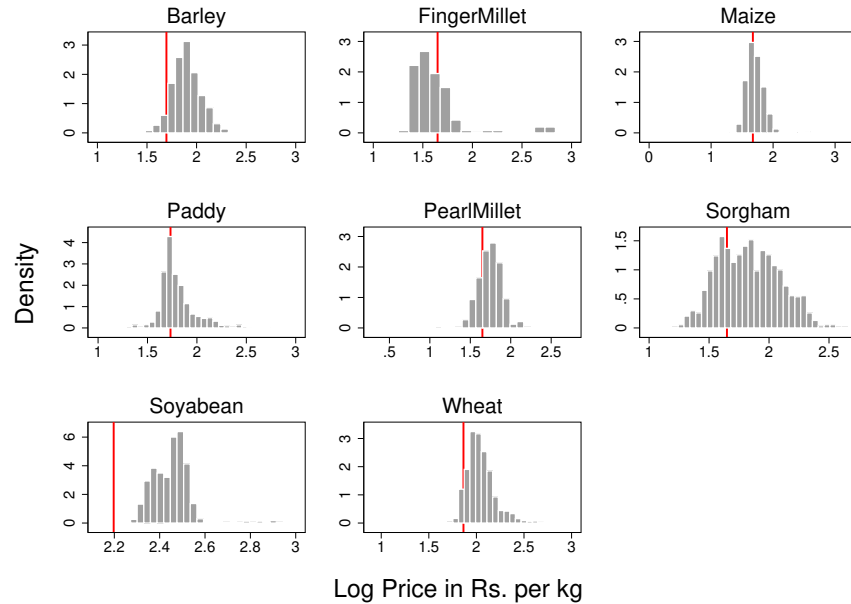 Barley
FingerMillet
Maize
0 1 2 3
1 1.5 2 2.5 3
0 1 2 3
1 1.5 2 2.5 3
0 1 2 3
0 1 2 3
Paddy
PearlMillet
Sorgham
0 1 2 3 4
1 1.5 2 2.5 3
0 1 2 3
.5 1 1.5 2 2.5
0 .5 1 1.5
1 1.5 2 2.5
Soyabean
Wheat
0 2 4 6
2.2 2.4 2.6 2.8 3
0 1 2 3
1 1.5 2 2.5 3
Density
Log Price in Rs. per kg